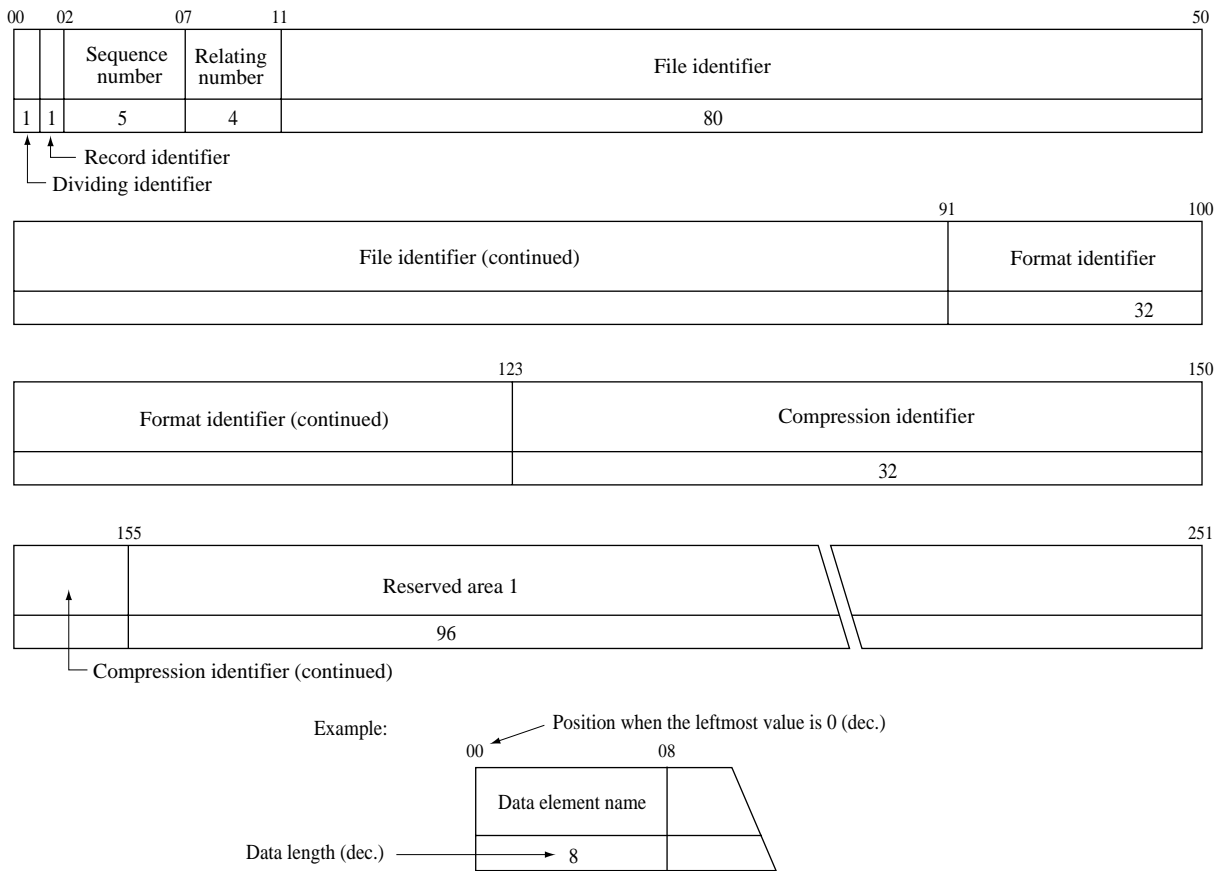 00 02 07 11 50
Sequence number Relating number File identifier
1 1 5 4 80
Record identifier
Dividing identifier
91 100
File identifier (continued) Format identifier
32
123 150
Format identifier (continued) Compression identifier
32
155 251
Reserved area 1
96
Compression identifier (continued)
Example: Position when the leftmost value is 0 (dec.)
00 08
Data element name
Data length (dec.) 8